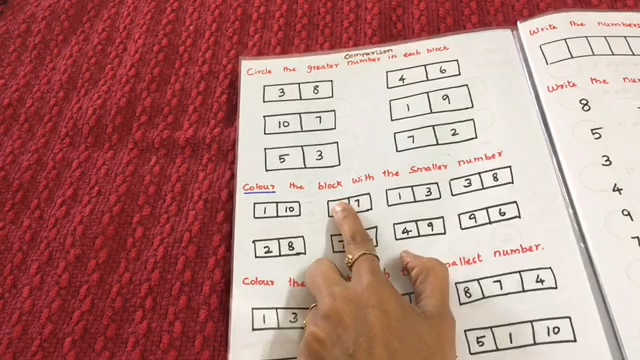 Comparison
Circle the greater number in each block
3 8
4 6
10 7
1 9
5 3
7 2
Colour the block with the smaller number
1 10
7
1 3
3 8
2 8
4 9
9 6
Colour the smallest number.
1 3
8 7 4
5 1 10
Write the numbers
Write the
8
5
3
4
9
6